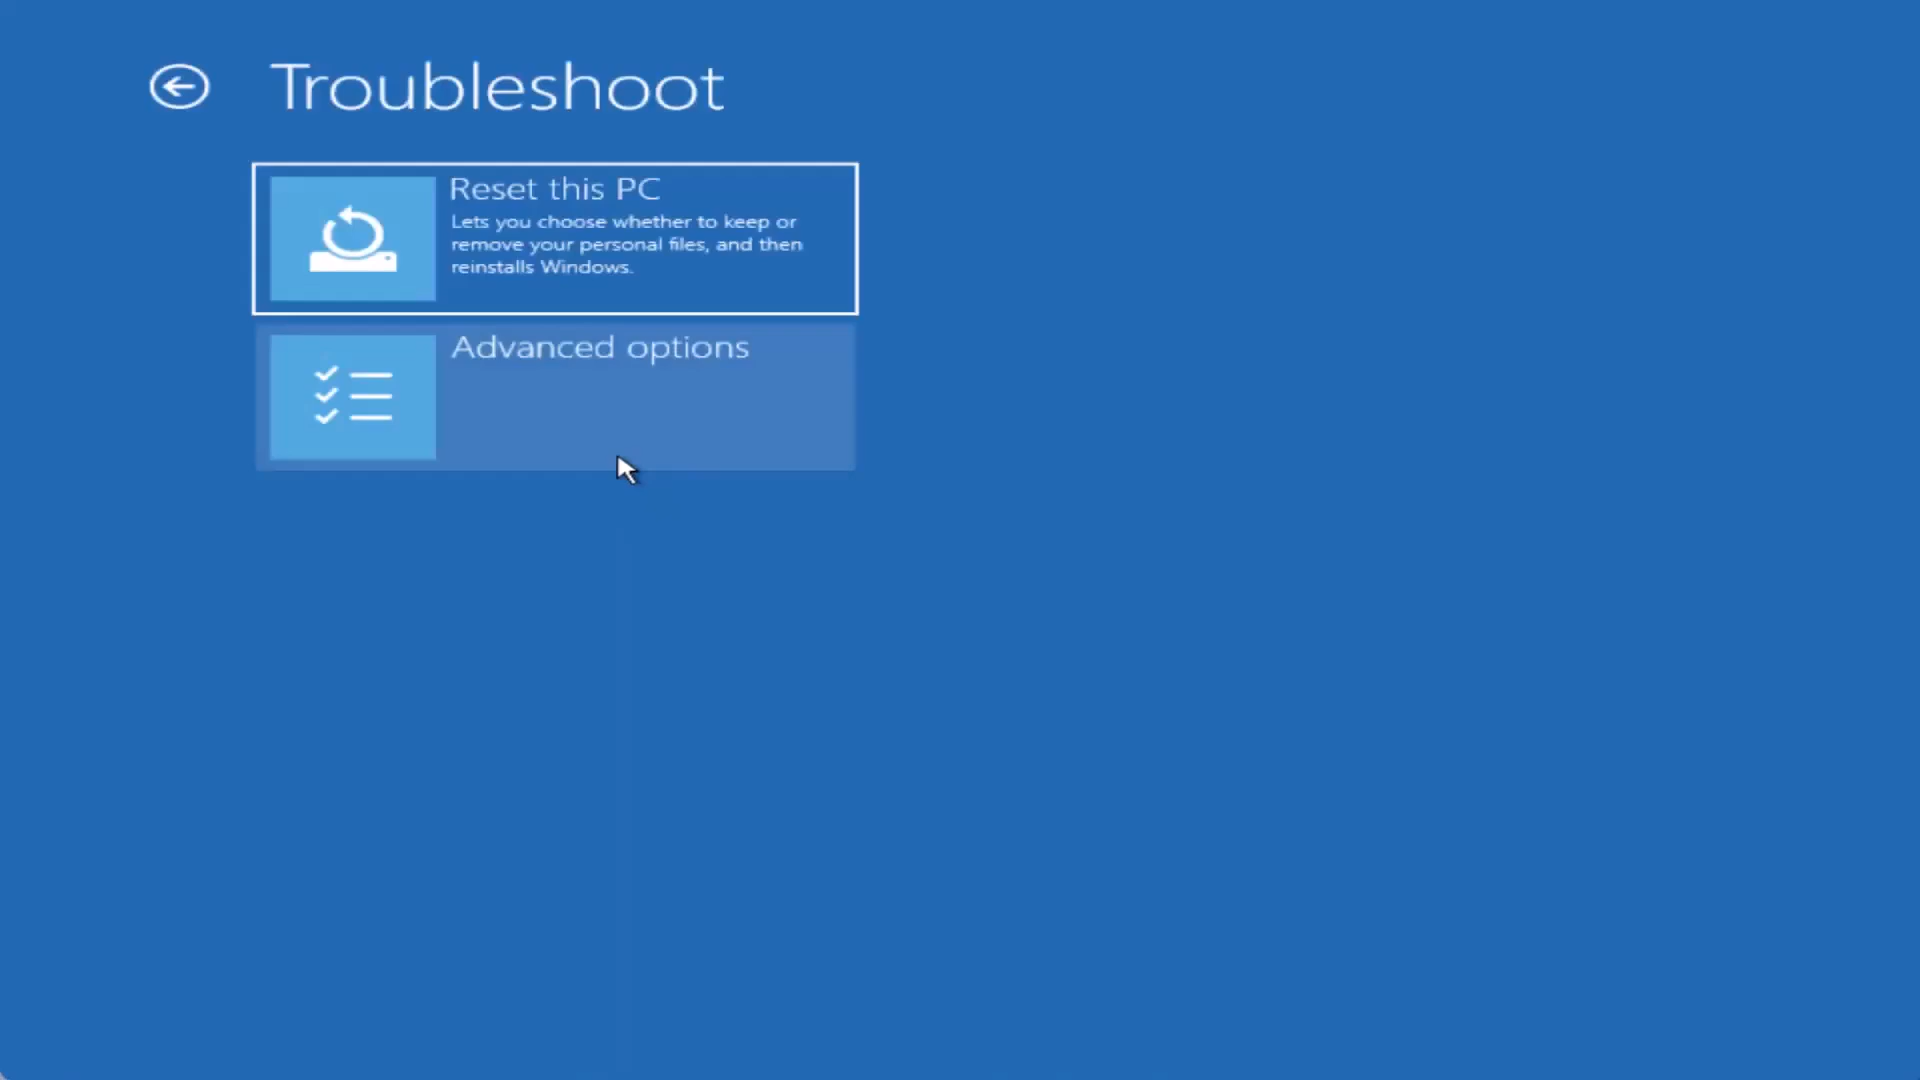 Troubleshoot
Reset this PC
Lets you choose whether to keep or
remove your personal files, and then
reinstalls Windows.
Advanced options